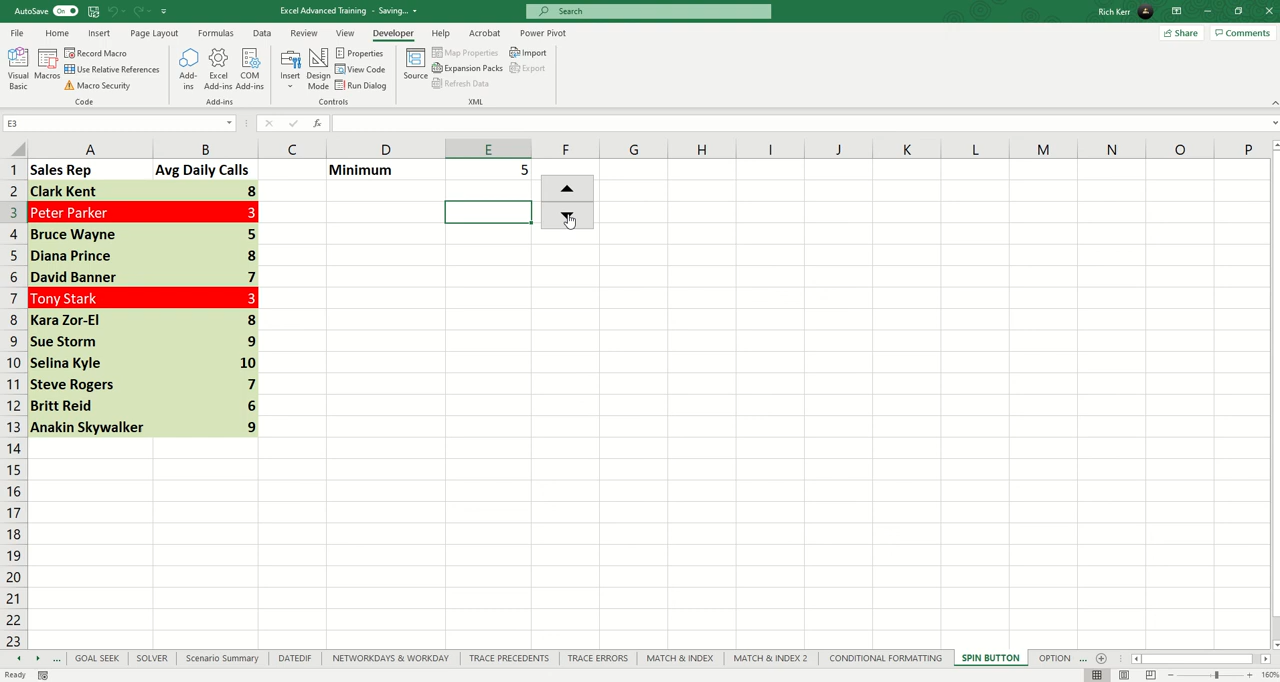 AutoSave On Excel Advanced Training - Saving... Search Rich Kerr
File Home Insert Page Layout Formulas Data Review View Developer Help Acrobat Power Pivot Share Comments
Visual Basic
Macros
Record Macro
Use Relative References
Macro Security
Code
Add-ins
Excel Add-ins
COM Add-ins
Add-ins
Insert
Design Mode
Properties
View Code
Run Dialog
Controls
Source
Map Properties
Expansion Packs
Refresh Data
Import
Export
XML
E3 fx
A B C D E F G H I J K L M N O P
1 Sales Rep Avg Daily Calls Minimum 5
2 Clark Kent 8
3 Peter Parker 3
4 Bruce Wayne 5
5 Diana Prince 8
6 David Banner 7
7 Tony Stark 3
8 Kara Zor-El 8
9 Sue Storm 9
10 Selina Kyle 10
11 Steve Rogers 7
12 Britt Reid 6
13 Anakin Skywalker 9
14
15
16
17
18
19
20
21
22
23
... GOAL SEEK SOLVER Scenario Summary DATEDIF NETWORKDAYS & WORKDAY TRACE PRECEDENTS TRACE ERRORS MATCH & INDEX MATCH & INDEX 2 CONDITIONAL FORMATTING SPIN BUTTON OPTION ...
Ready 160%